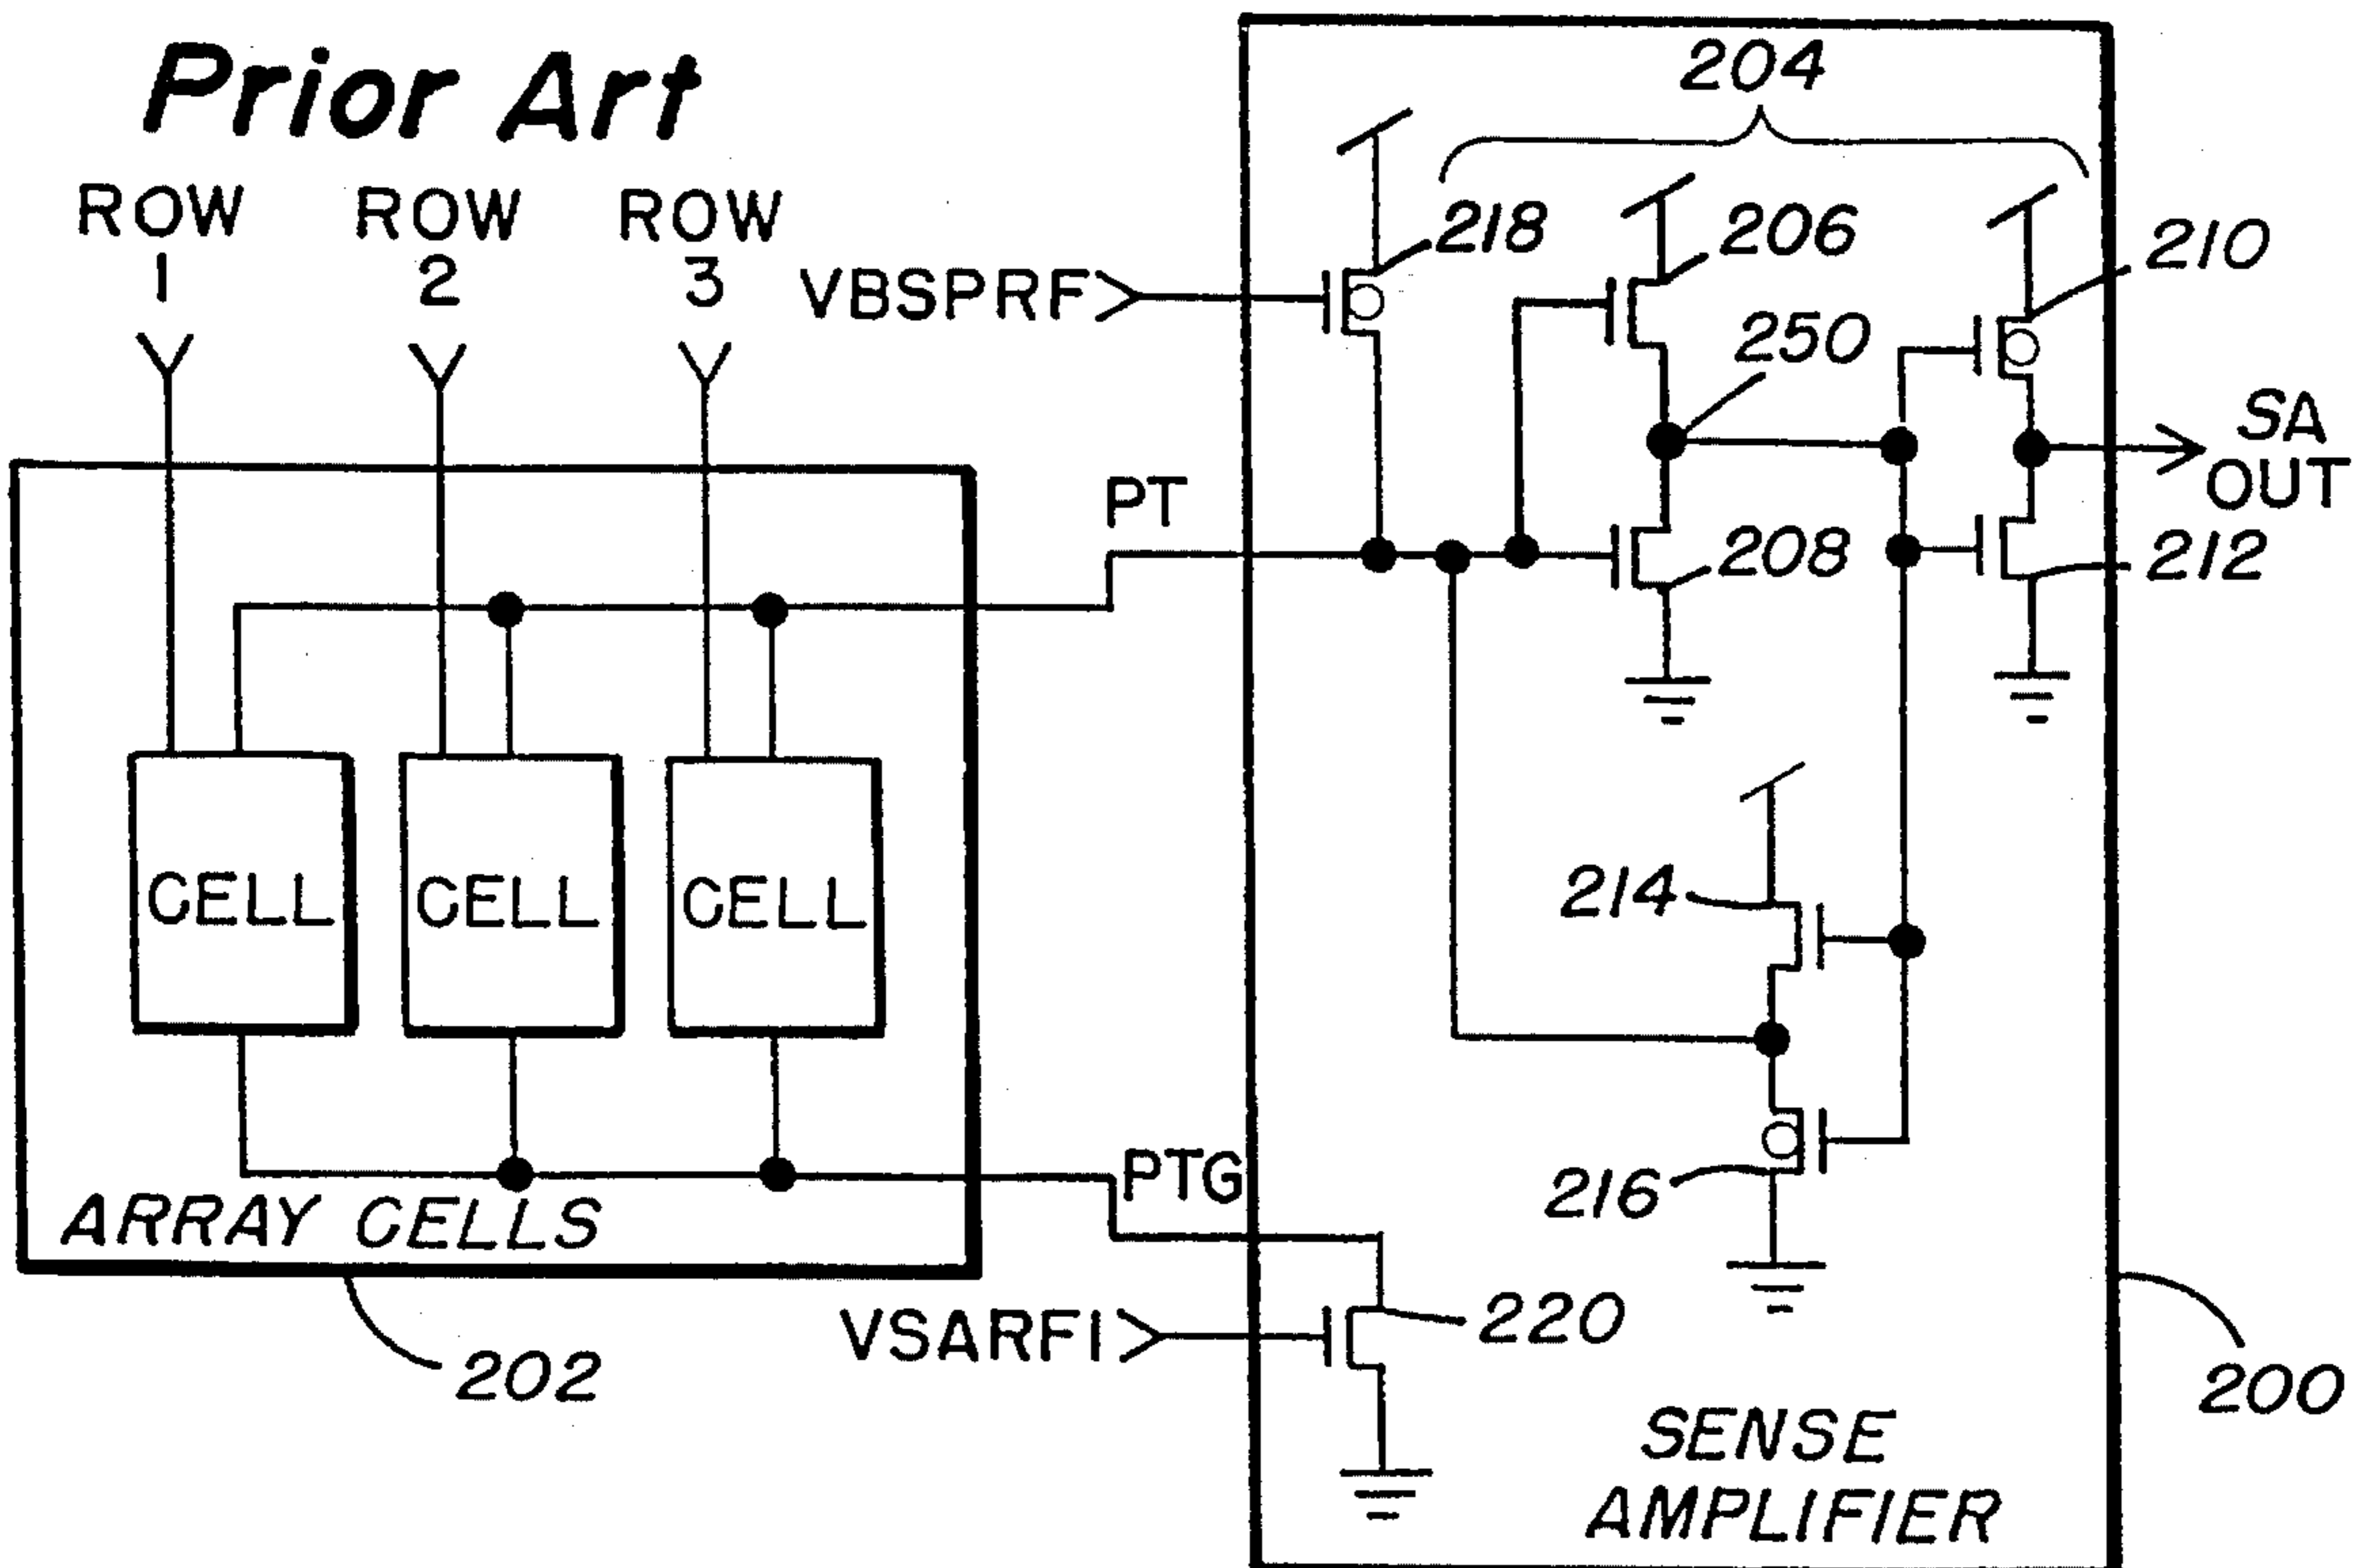 Prior Art
ROW 1
ROW 2
ROW 3
VBSPRF
204
218
206
210
250
SA OUT
PT
208
212
CELL
CELL
CELL
214
216
PTG
ARRAY CELLS
202
VSARF1
220
200
SENSE AMPLIFIER